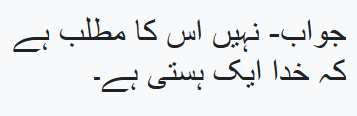 جواب- نہیں اس کا مطلب ہے
کہ خدا ایک ہستی ہے۔